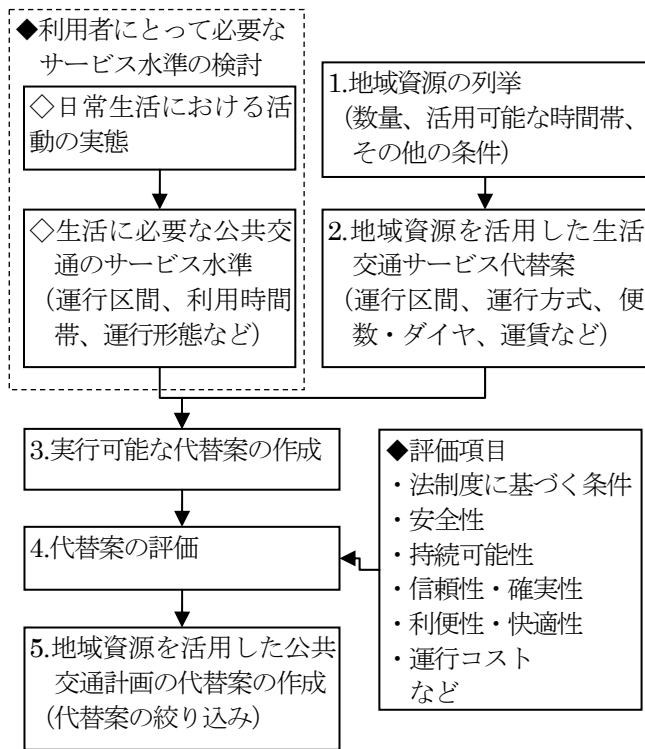 ◆利用者にとって必要な
サービス水準の検討
◇日常生活における活
動の実態
◇生活に必要な公共交
通のサービス水準
（運行区間、利用時間
帯、運行形態など）
1.地域資源の列挙
（数量、活用可能な時間帯、
その他の条件）
2.地域資源を活用した生活
交通サービス代替案
（運行区間、運行方式、便
数・ダイヤ、運賃など）
3.実行可能な代替案の作成
4.代替案の評価
◆評価項目
・法制度に基づく条件
・安全性
・持続可能性
・信頼性・確実性
・利便性・快適性
・運行コスト
など
5.地域資源を活用した公共
交通計画の代替案の作成
（代替案の絞り込み）